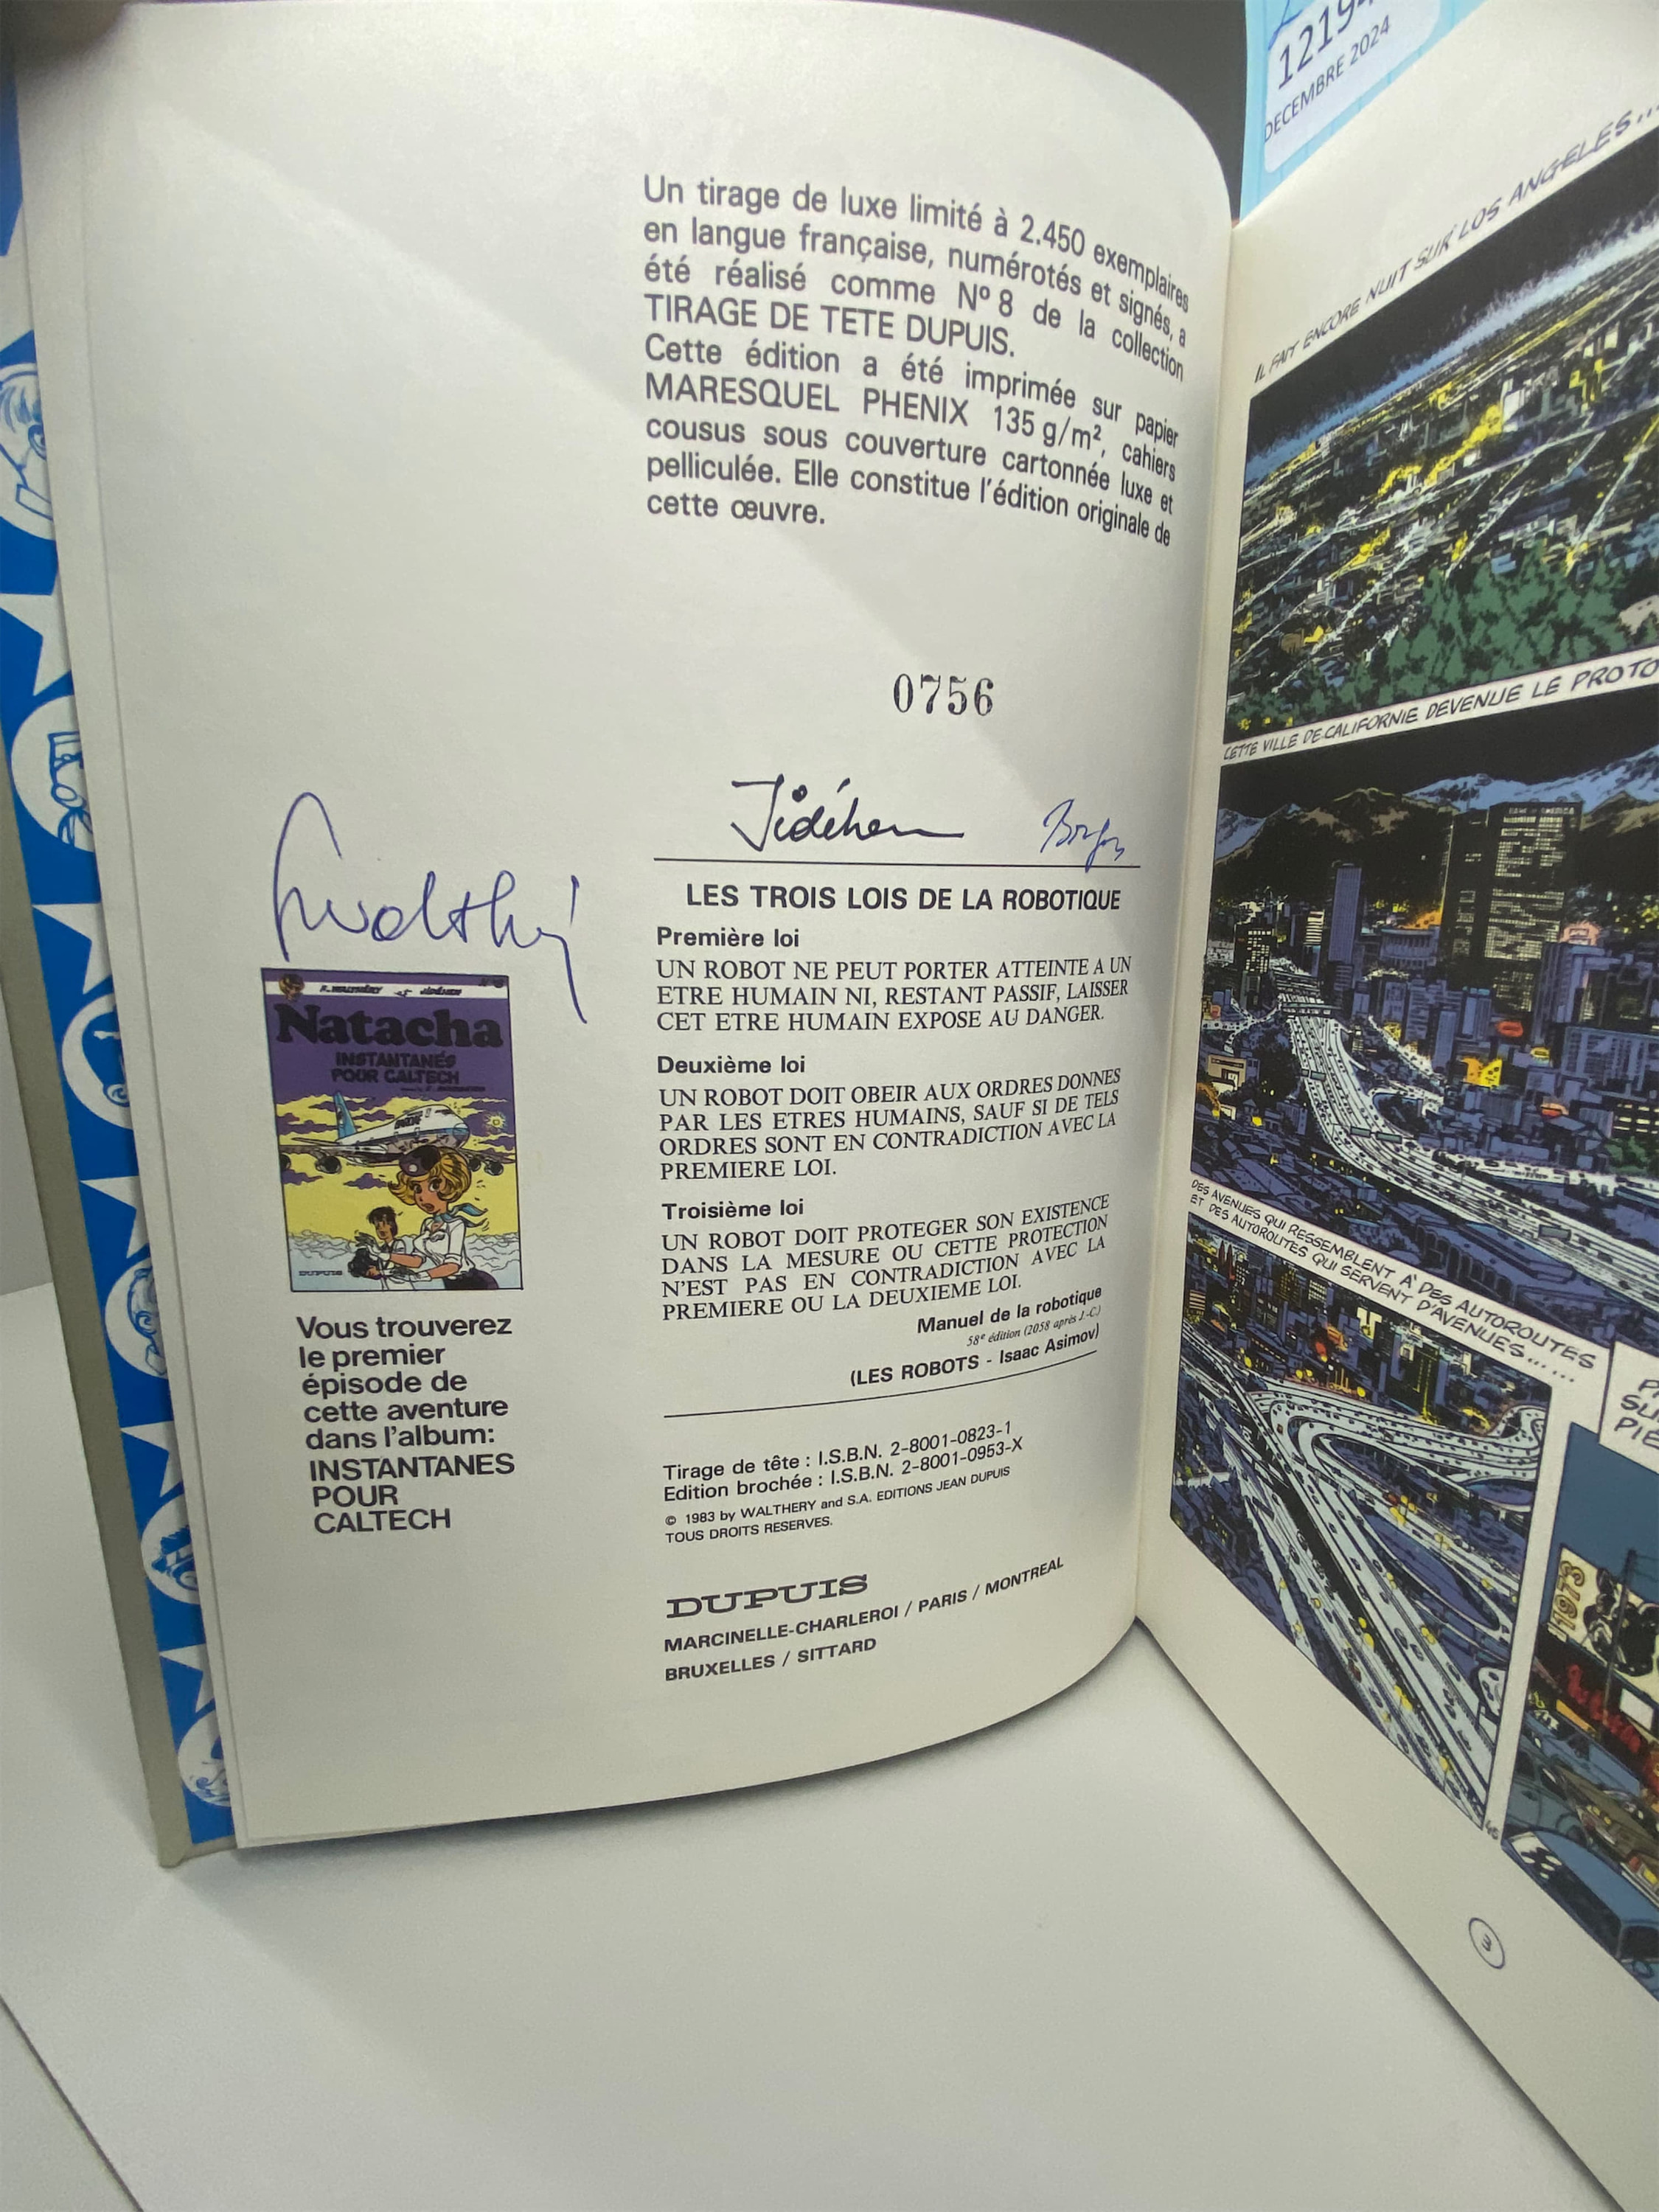 Un tirage de luxe limité à 2.450 exemplaires
en langue française, numérotés et signés, a
été réalisé comme N° 8 de la collection
TIRAGE DE TETE DUPUIS.
Cette édition a été imprimée sur papier
MARESQUEL PHENIX 135 g/m², cahiers
cousus sous couverture cartonnée luxe et
pelliculée. Elle constitue l'édition originale de
cette œuvre.
0756
Walthéry
Jidéhem
LES TROIS LOIS DE LA ROBOTIQUE
Première loi
UN ROBOT NE PEUT PORTER ATTEINTE A UN
ETRE HUMAIN NI, RESTANT PASSIF, LAISSER
CET ETRE HUMAIN EXPOSE AU DANGER.
Deuxième loi
UN ROBOT DOIT OBEIR AUX ORDRES DONNES
PAR LES ETRES HUMAINS, SAUF SI DE TELS
ORDRES SONT EN CONTRADICTION AVEC LA
PREMIERE LOI.
Troisième loi
UN ROBOT DOIT PROTEGER SON EXISTENCE
DANS LA MESURE OU CETTE PROTECTION
N'EST PAS EN CONTRADICTION AVEC LA
PREMIERE OU LA DEUXIEME LOI.
Manuel de la robotique
58e édition (2058 après J.-C.)
(LES ROBOTS - Isaac Asimov)
Tirage de tête : I.S.B.N. 2-8001-0823-1
Edition brochée : I.S.B.N. 2-8001-0953-X
© 1983 by WALTHERY and S.A. EDITIONS JEAN DUPUIS
TOUS DROITS RESERVES.
DUPUIS
MARCINELLE-CHARLEROI / PARIS / MONTREAL
BRUXELLES / SITTARD
F. WALTHÉRY et JIDÉHEM
Natacha
INSTANTANÉS
POUR CALTECH
DUPUIS
Vous trouverez
le premier
épisode de
cette aventure
dans l'album:
INSTANTANES
POUR
CALTECH
1219
DECEMBRE 2024
IL FAIT ENCORE NUIT SUR LOS ANGELES...
CETTE VILLE DE CALIFORNIE DEVENUE LE PROTO
DES AVENUES QUI RESSEMBLENT A DES AUTOROUTES
ET DES AUTOROUTES QUI SERVENT D'AVENUES......
SU
PIE
1973
3